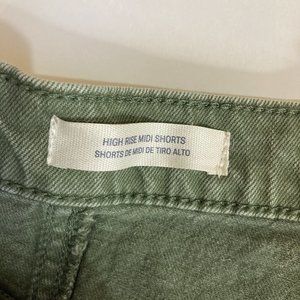 HIGH RISE MIDI SHORTS
SHORTS DE MIDI DE TIRO ALTO